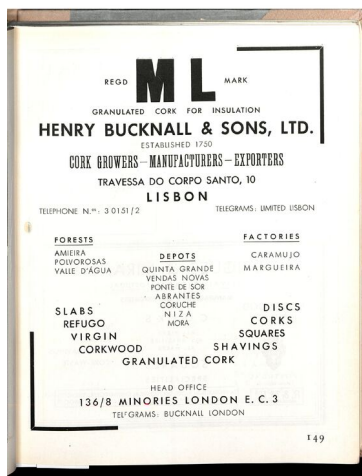 REGD ML MARK
GRANULATED CORK FOR INSULATION
HENRY BUCKNALL & SONS, LTD.
ESTABLISHED 1750
CORK GROWERS—MANUFACTURERS—EXPORTERS
TRAVESSA DO CORPO SANTO, 10
LISBON
TELEPHONE N.os: 3 0151/2
TELEGRAMS: LIMITED LISBON
FORESTS
AMIEIRA
POLVOROSAS
VALLE D'ÁGUA
DEPOTS
QUINTA GRANDE
VENDAS NOVAS
PONTE DE SOR
ABRANTES
CORUCHE
NIZA
MORA
FACTORIES
CARAMUJO
MARGUEIRA
SLABS
REFUGO
VIRGIN
CORKWOOD
DISCS
CORKS
SQUARES
SHAVINGS
GRANULATED CORK
HEAD OFFICE
136/8 MINORIES LONDON E. C. 3
TELEGRAMS: BUCKNALL LONDON
149